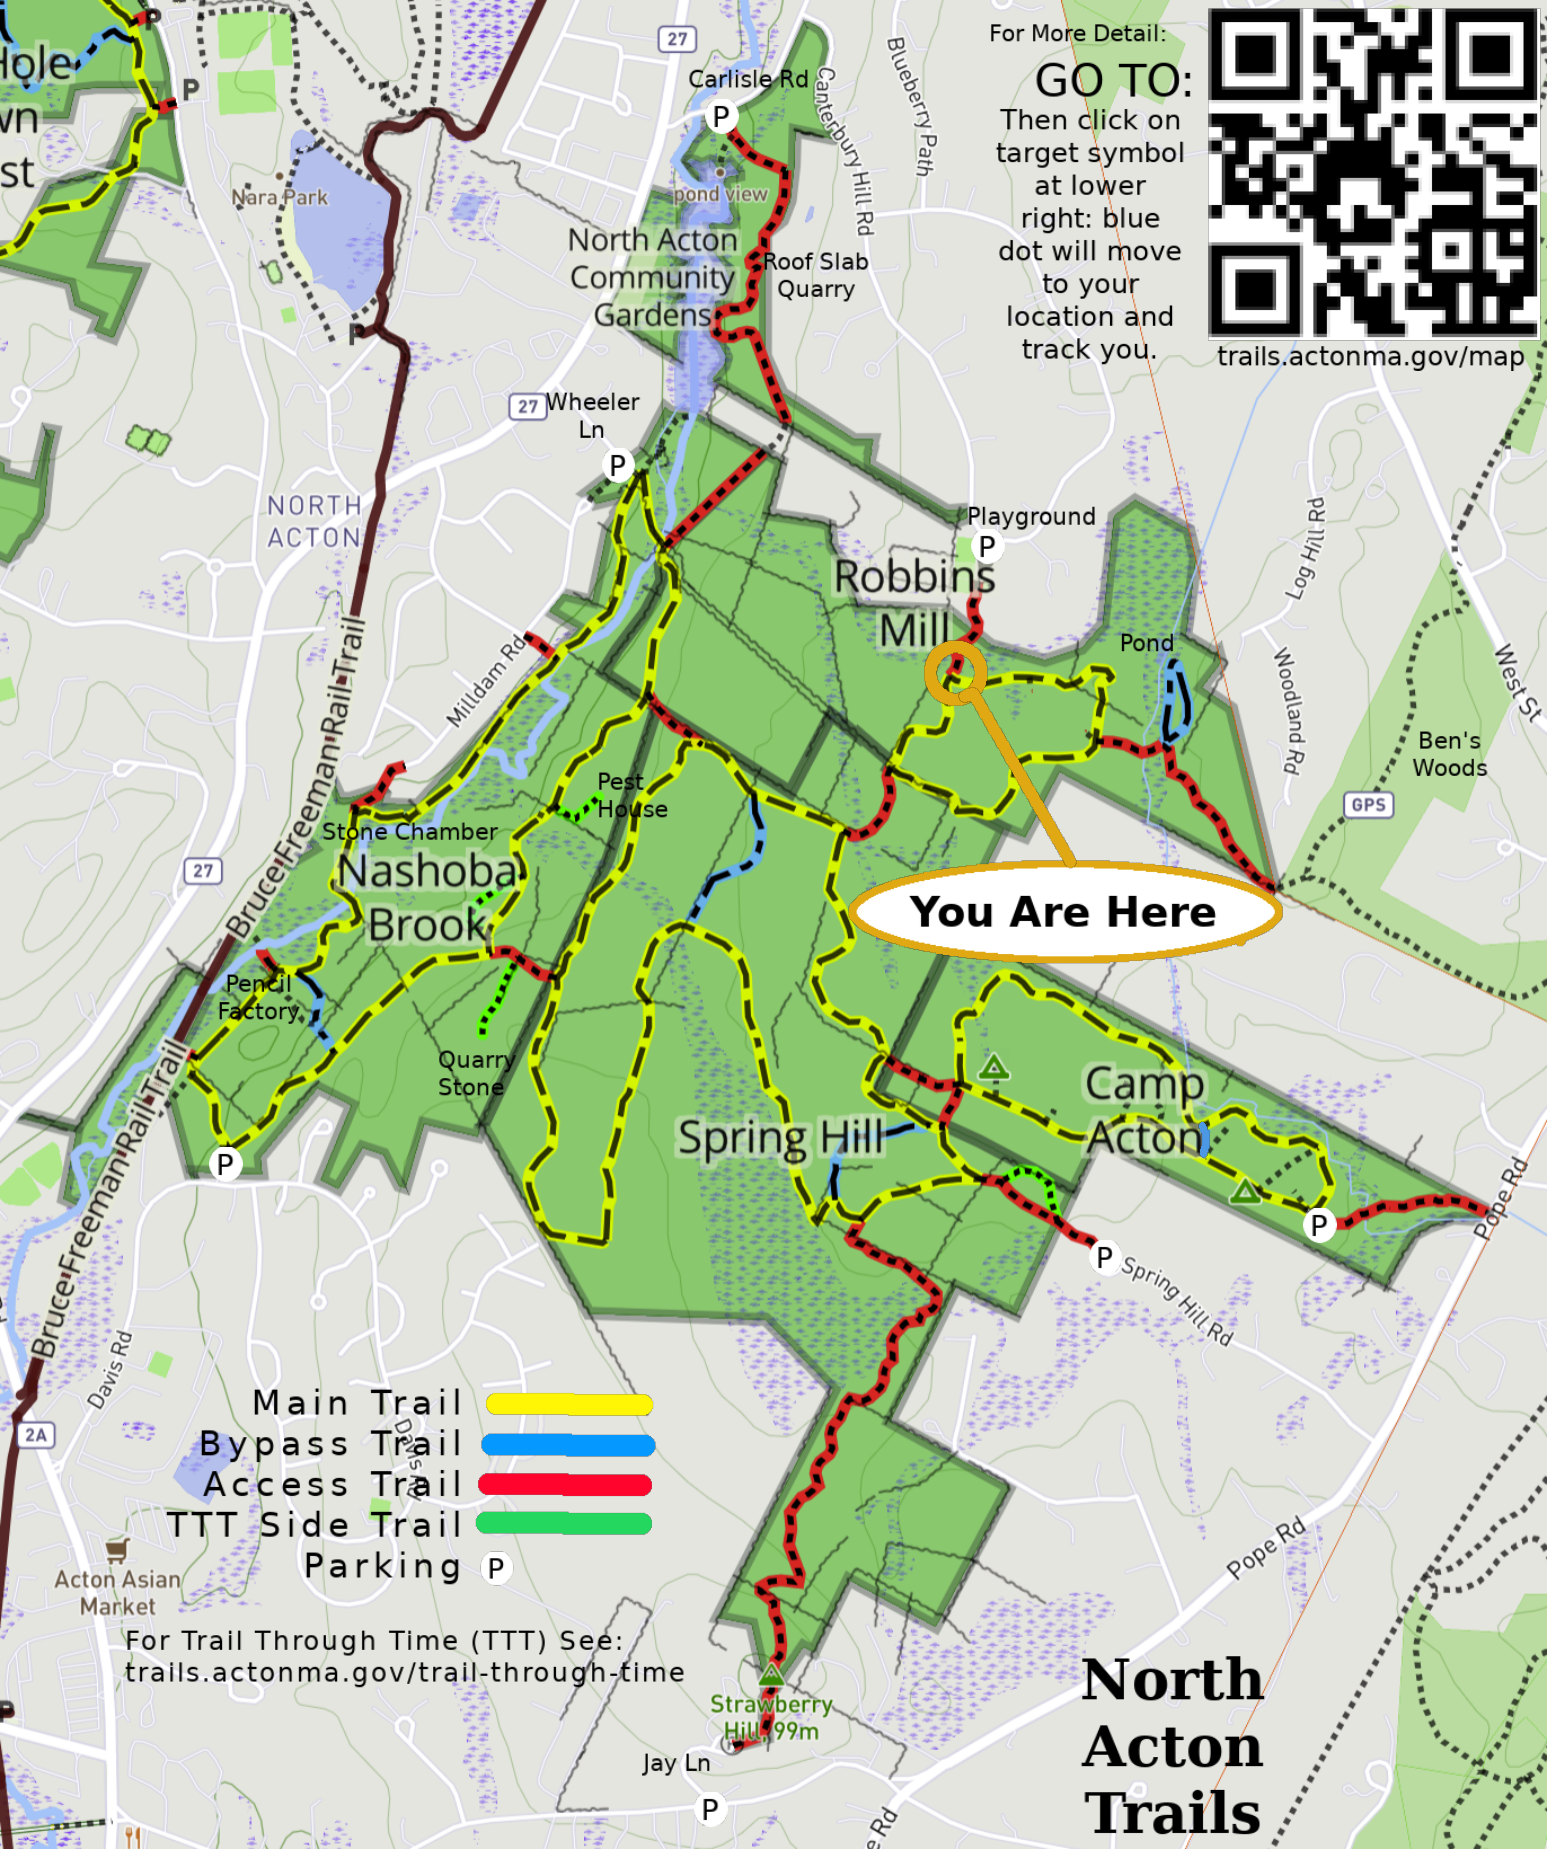 27
Carlisle Rd
P
Canterbury Hill Rd
Blueberry Path
For More Detail:
GO TO:
Then click on
target symbol
at lower
right: blue
dot will move
to your
location and
track you.
trails.actonma.gov/map
P
P
Hole
st
Nara Park
P
pond view
North Acton
Community
Gardens
Roof Slab
Quarry
27
Wheeler
Ln
P
NORTH
ACTON
Playground
P
Robbins
Mill
Pond
Log Hill Rd
Woodland Rd
West St
Ben's
Woods
GPS
Milldam Rd
Bruce Freeman Rail Trail
Pest
House
Stone Chamber
Nashoba
Brook
27
You Are Here
Pencil
Factory
Quarry
Stone
Camp
Acton
Spring Hill
P
P
P
Pope Rd
Spring Hill Rd
Bruce Freeman Rail Trail
Davis Rd
2A
Main Trail
Bypass Trail
Access Trail
TTT Side Trail
Parking P
Davis Rd
Acton Asian
Market
For Trail Through Time (TTT) See:
trails.actonma.gov/trail-through-time
Pope Rd
P
Strawberry
Hill, 99m
Jay Ln
P
e Rd
North
Acton
Trails